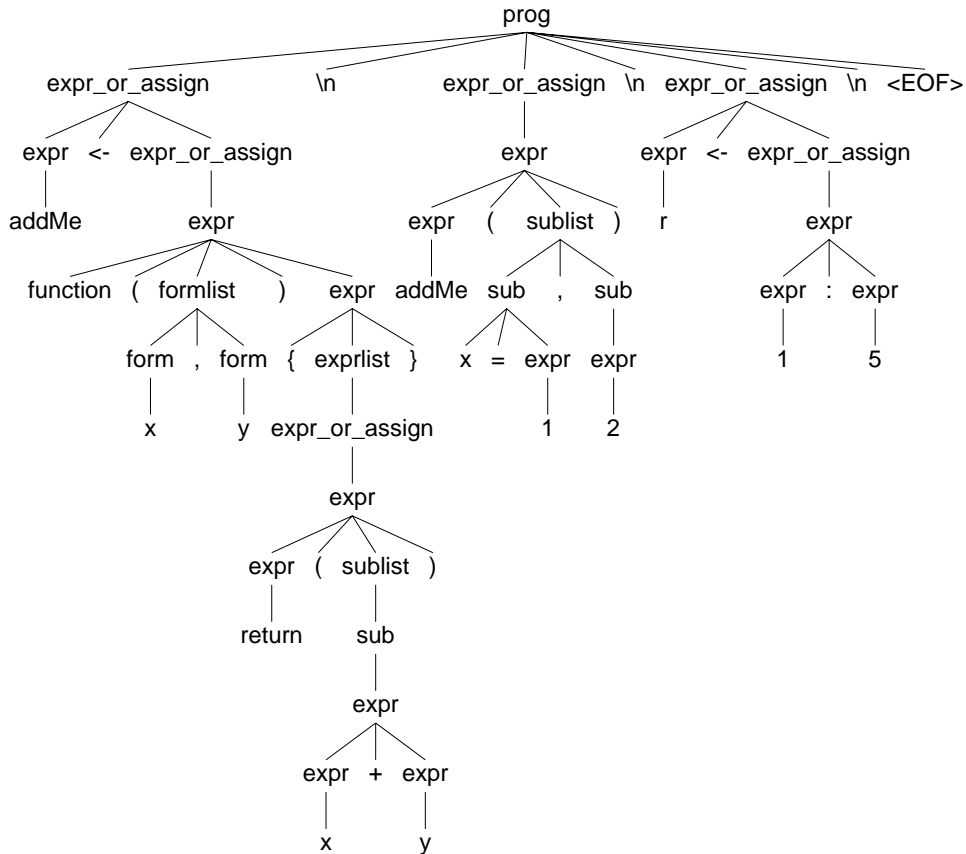 prog
expr_or_assign \n expr_or_assign \n expr_or_assign \n <EOF>
expr <- expr_or_assign expr expr <- expr_or_assign
addMe expr expr ( sublist ) r expr
function ( formlist ) expr addMe sub , sub expr : expr
form , form { exprlist } x = expr expr 1 5
x y expr_or_assign 1 2
expr
expr ( sublist )
return sub
expr
expr + expr
x y